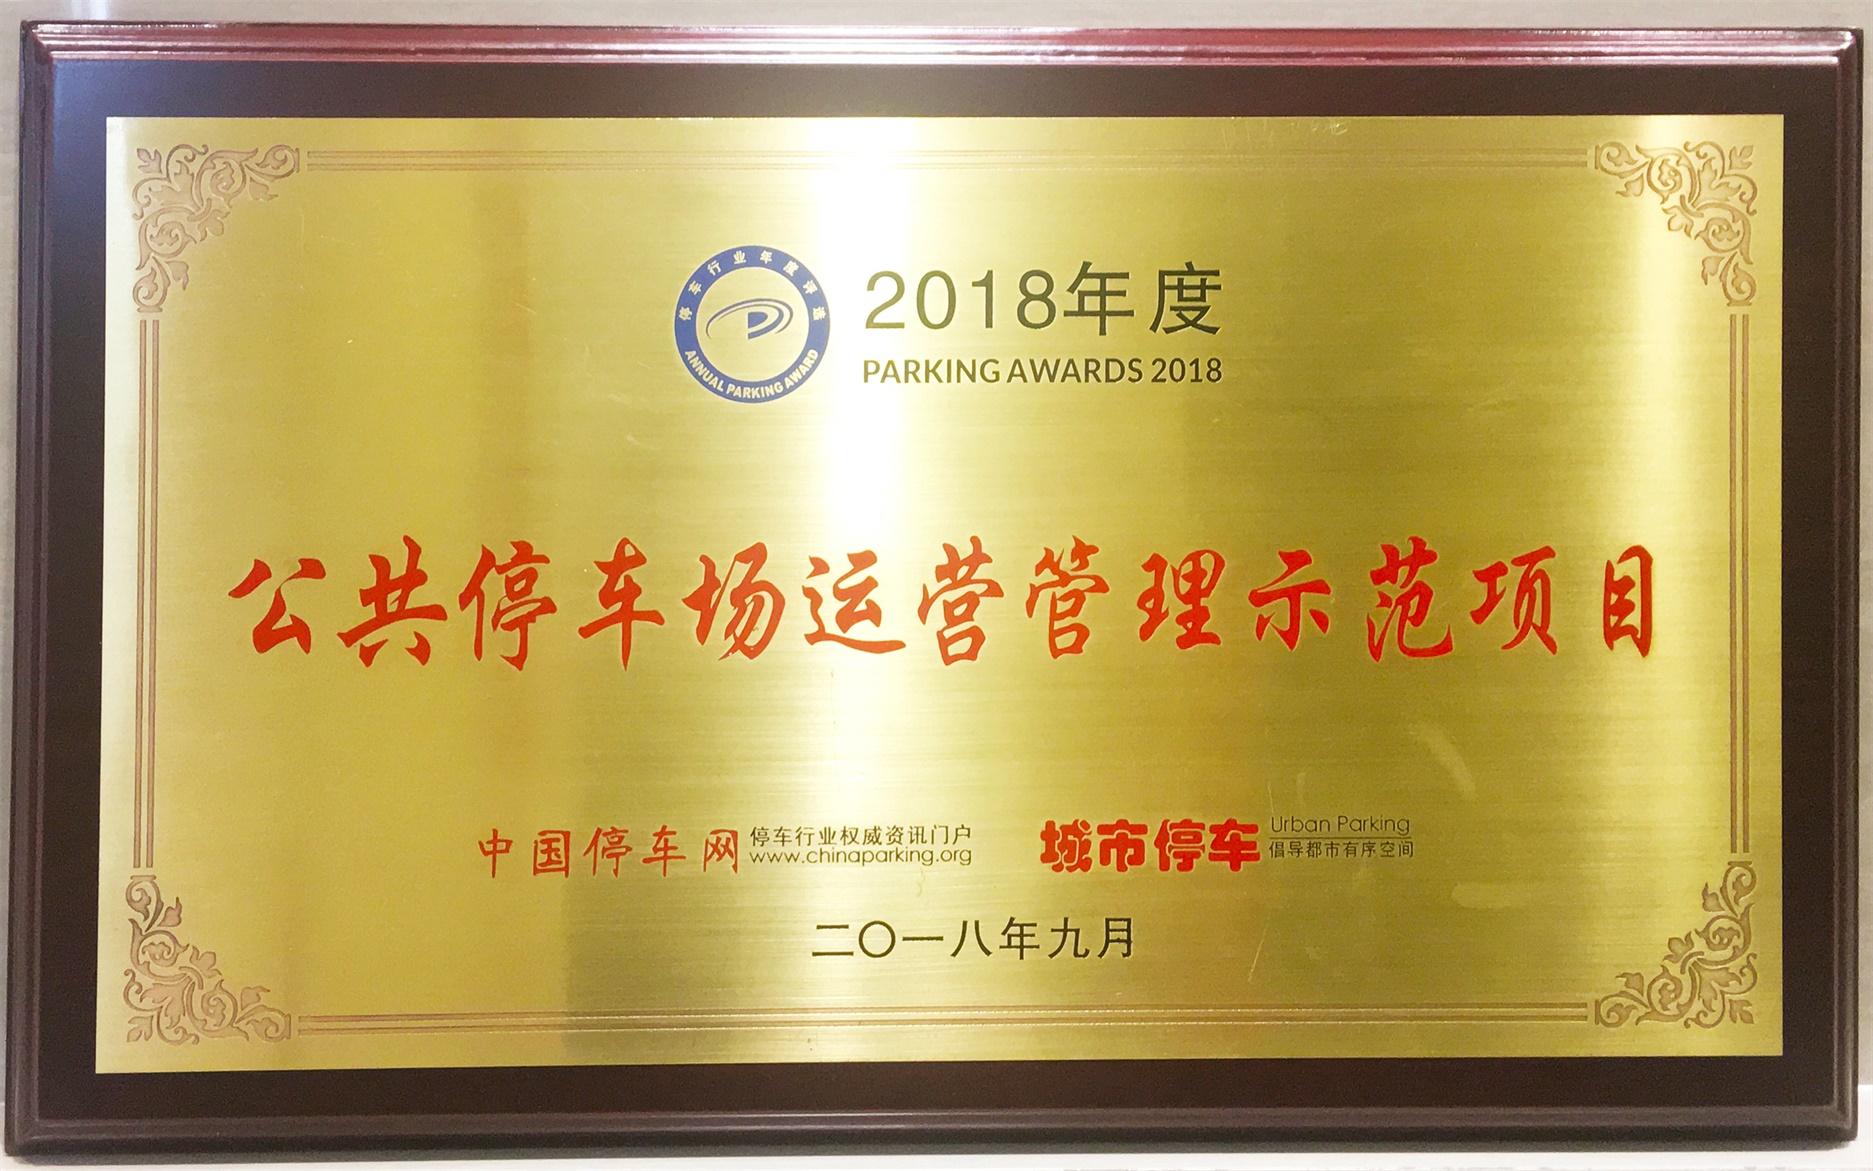 停车行业年度评选
ANNUAL PARKING AWARD
2018年度
PARKING AWARDS 2018
公共停车场运营管理示范项目
中国停车网
停车行业权威资讯门户
www.chinaparking.org
城市停车
Urban Parking
倡导都市有序空间
二〇一八年九月